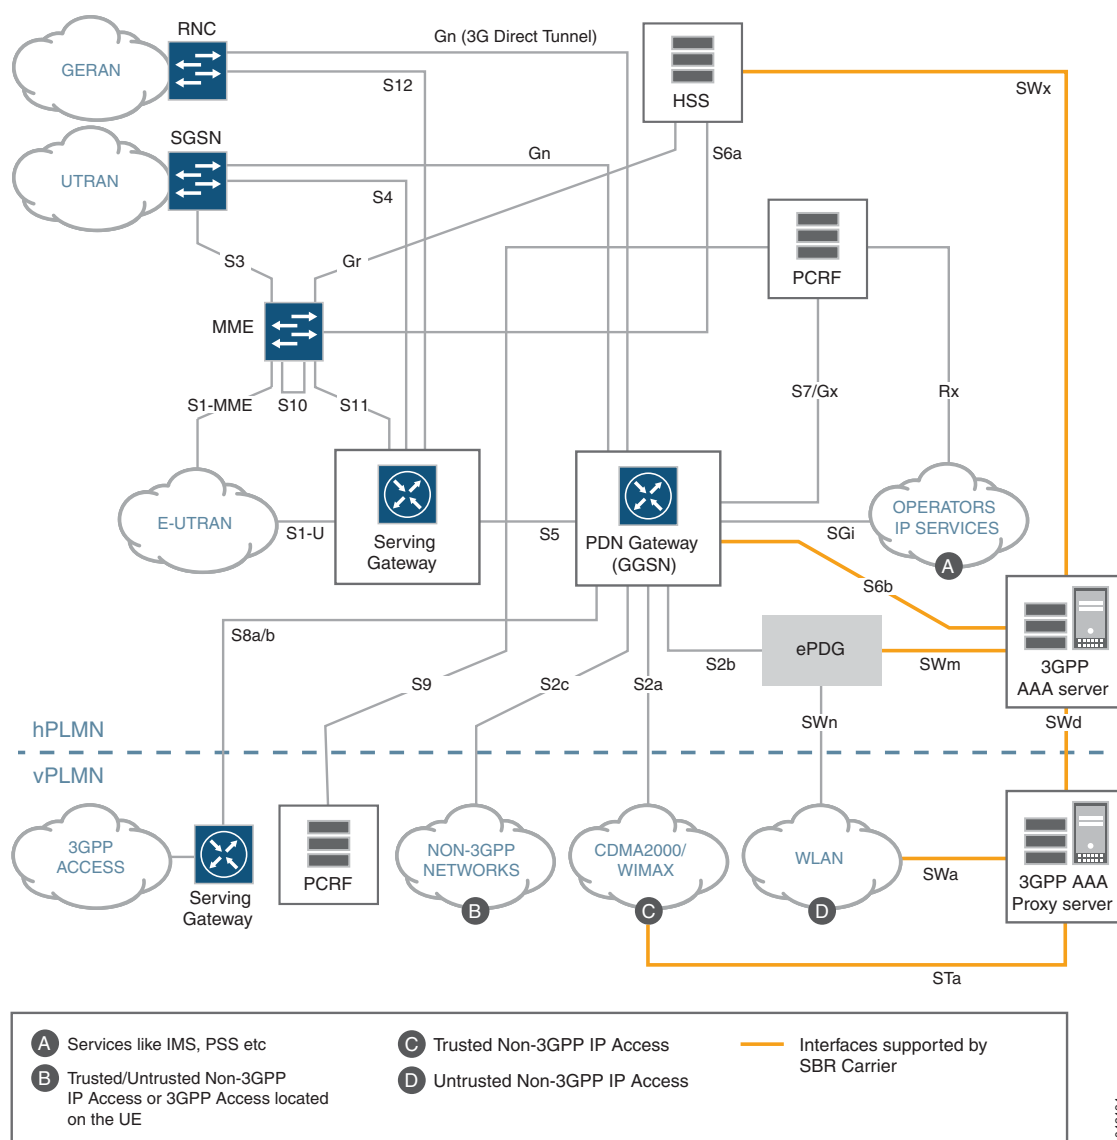 RNC
Gn (3G Direct Tunnel)
GERAN
S12
HSS
SWx
SGSN
Gn
S6a
UTRAN
S4
S3
Gr
PCRF
MME
S1-MME
S10
S11
S7/Gx
Rx
E-UTRAN
S1-U
Serving
Gateway
S5
PDN Gateway
(GGSN)
SGi
OPERATORS
IP SERVICES
A
S6b
S8a/b
S9
S2c
S2a
S2b
ePDG
SWm
3GPP
AAA server
SWn
SWd
hPLMN
vPLMN
3GPP
ACCESS
Serving
Gateway
PCRF
NON-3GPP
NETWORKS
B
CDMA2000/
WIMAX
C
WLAN
D
SWa
3GPP AAA
Proxy server
STa
A Services like IMS, PSS etc
B Trusted/Untrusted Non-3GPP
IP Access or 3GPP Access located
on the UE
C Trusted Non-3GPP IP Access
D Untrusted Non-3GPP IP Access
Interfaces supported by
SBR Carrier